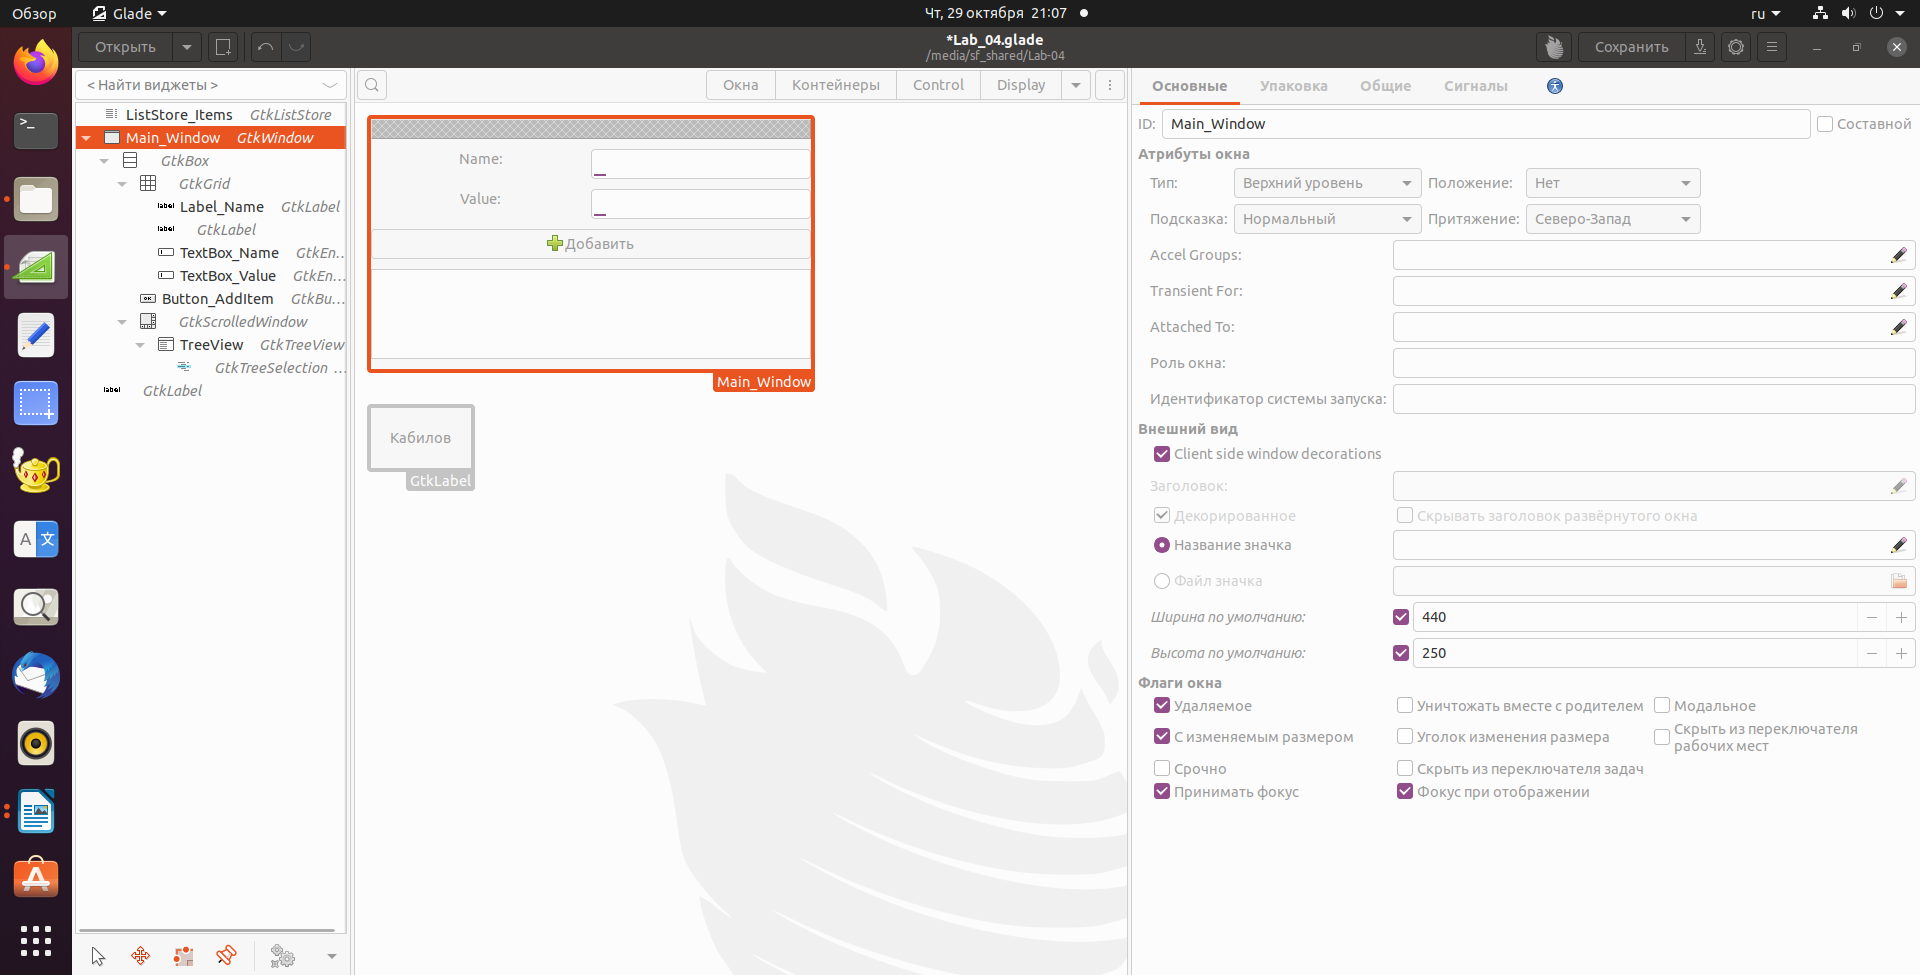 Обзор
Glade
Чт, 29 октября 21:07
ru
Открыть
*Lab_04.glade
/media/sf_shared/Lab-04
Сохранить
< Найти виджеты >
ListStore_Items GtkListStore
Main_Window GtkWindow
GtkBox
GtkGrid
label Label_Name GtkLabel
label GtkLabel
TextBox_Name GtkEn…
TextBox_Value GtkEn…
OK Button_AddItem GtkBu…
GtkScrolledWindow
TreeView GtkTreeView
GtkTreeSelection …
label GtkLabel
Окна Контейнеры Control Display
Name:
Value:
Добавить
Main_Window
Кабилов
GtkLabel
Основные Упаковка Общие Сигналы
ID: Main_Window Составной
Атрибуты окна
Тип: Верхний уровень Положение: Нет
Подсказка: Нормальный Притяжение: Северо-Запад
Accel Groups:
Transient For:
Attached To:
Роль окна:
Идентификатор системы запуска:
Внешний вид
Client side window decorations
Заголовок:
Декорированное Скрывать заголовок развёрнутого окна
Название значка
Файл значка
Ширина по умолчанию: 440
Высота по умолчанию: 250
Флаги окна
Удаляемое Уничтожать вместе с родителем Модальное
С изменяемым размером Уголок изменения размера Скрыть из переключателя рабочих мест
Срочно Скрыть из переключателя задач
Принимать фокус Фокус при отображении